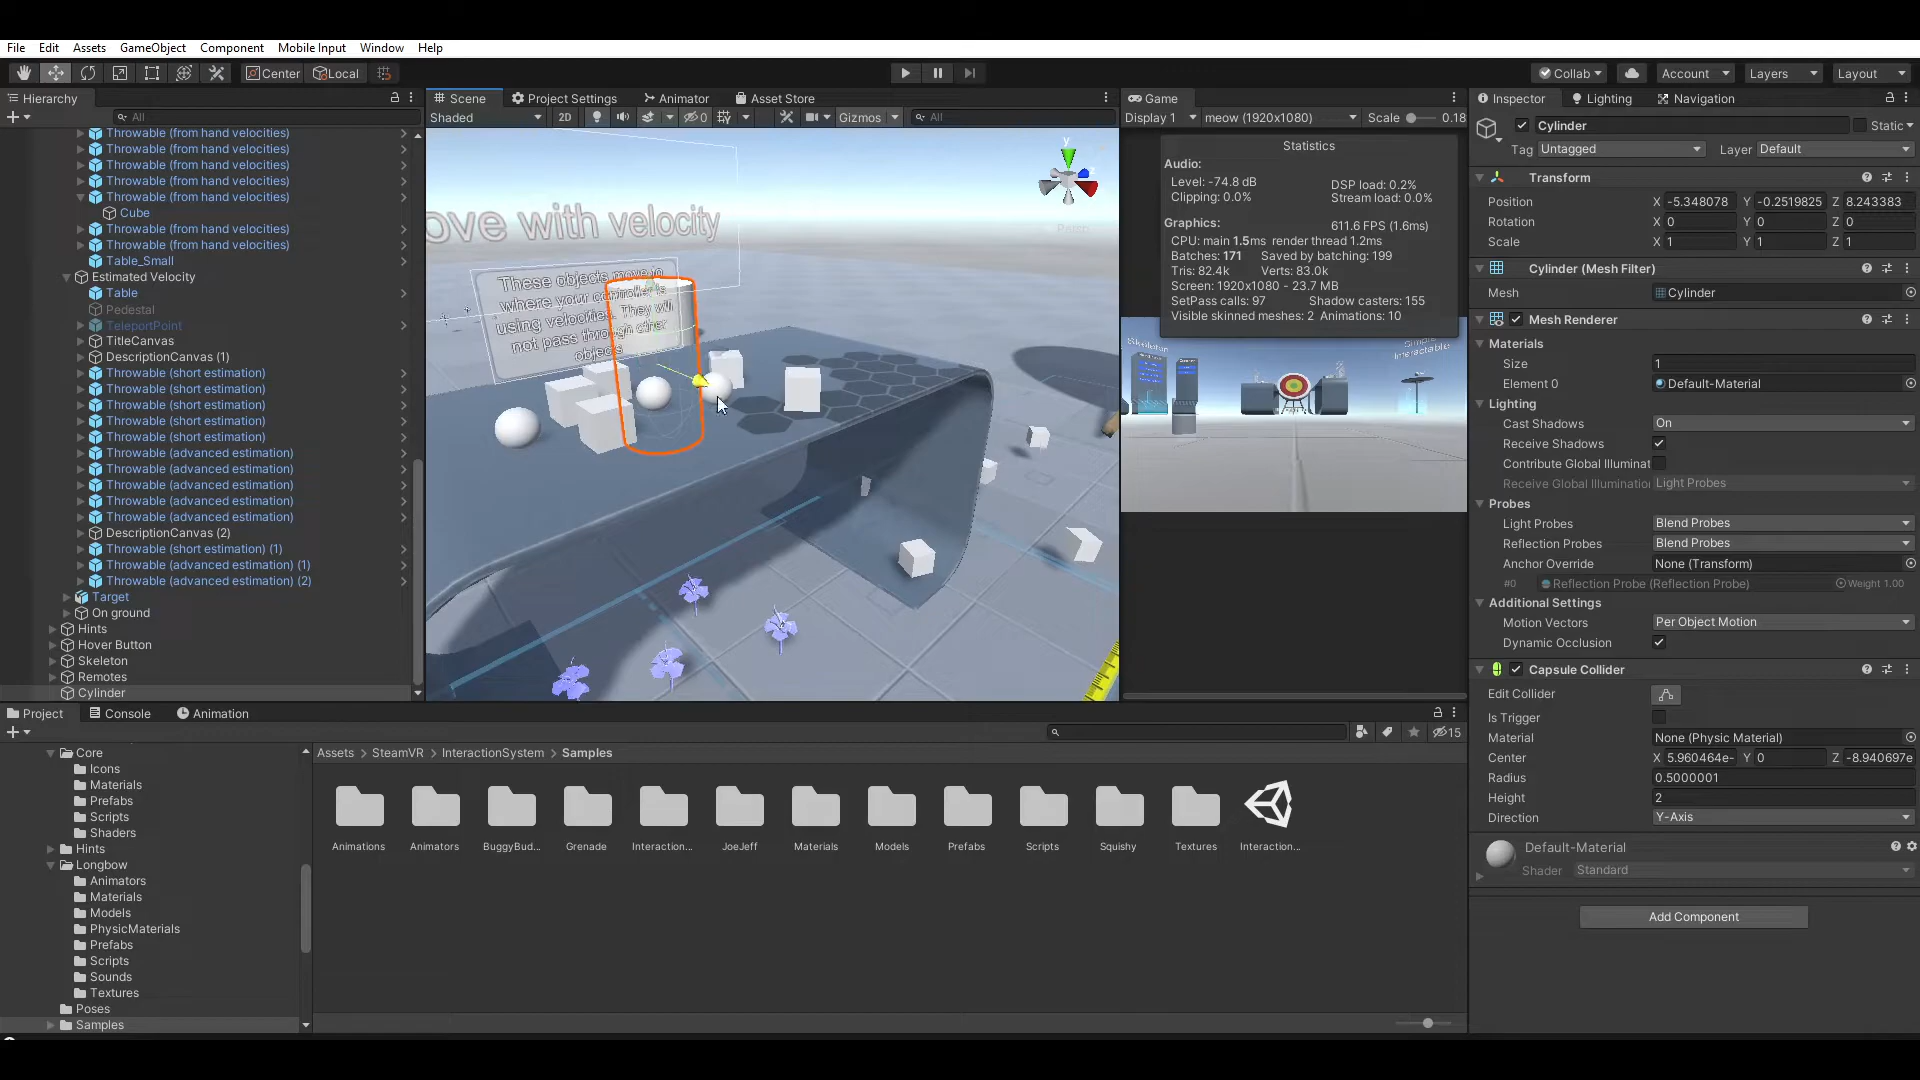 File Edit Assets GameObject Component Mobile Input Window Help
Center Local Collab Account Layers Layout
Hierarchy
All
Throwable (from hand velocities)
Throwable (from hand velocities)
Throwable (from hand velocities)
Throwable (from hand velocities)
Throwable (from hand velocities)
Cube
Throwable (from hand velocities)
Throwable (from hand velocities)
Table_Small
Estimated Velocity
Table
Pedestal
TeleportPoint
TitleCanvas
DescriptionCanvas (1)
Throwable (short estimation)
Throwable (short estimation)
Throwable (short estimation)
Throwable (short estimation)
Throwable (short estimation)
Throwable (advanced estimation)
Throwable (advanced estimation)
Throwable (advanced estimation)
Throwable (advanced estimation)
Throwable (advanced estimation)
DescriptionCanvas (2)
Throwable (short estimation) (1)
Throwable (advanced estimation) (1)
Throwable (advanced estimation) (2)
Target
On ground
Hints
Hover Button
Skeleton
Remotes
Cylinder
Scene Project Settings Animator Asset Store
Shaded 2D 0 Gizmos All
y
ove with velocity
These objects move to
where your controller is
using velocities. They will
not pass through other
objects
Game
Display 1 meow (1920x1080) Scale 0.18
Statistics
Audio:
Level: -74.8 dB DSP load: 0.2%
Clipping: 0.0% Stream load: 0.0%
Graphics: 611.6 FPS (1.6ms)
CPU: main 1.5ms render thread 1.2ms
Batches: 171 Saved by batching: 199
Tris: 82.4k Verts: 83.0k
Screen: 1920x1080 - 23.7 MB
SetPass calls: 97 Shadow casters: 155
Visible skinned meshes: 2 Animations: 10
Skeleton
Simple
Interactable
Inspector Lighting Navigation
Cylinder Static
Tag Untagged Layer Default
Transform
Position X -5.348078 Y -0.2519825 Z 8.243383
Rotation X 0 Y 0 Z 0
Scale X 1 Y 1 Z 1
Cylinder (Mesh Filter)
Mesh Cylinder
Mesh Renderer
Materials
Size 1
Element 0 Default-Material
Lighting
Cast Shadows On
Receive Shadows
Contribute Global Illuminat
Receive Global Illumination Light Probes
Probes
Light Probes Blend Probes
Reflection Probes Blend Probes
Anchor Override None (Transform)
#0 Reflection Probe (Reflection Probe) Weight 1.00
Additional Settings
Motion Vectors Per Object Motion
Dynamic Occlusion
Capsule Collider
Edit Collider
Is Trigger
Material None (Physic Material)
Center X 5.960464e- Y 0 Z -8.940697e
Radius 0.5000001
Height 2
Direction Y-Axis
Default-Material
Shader Standard
Add Component
Project Console Animation
15
Core
Icons
Materials
Prefabs
Scripts
Shaders
Hints
Longbow
Animators
Materials
Models
PhysicMaterials
Prefabs
Scripts
Sounds
Textures
Poses
Samples
Assets > SteamVR > InteractionSystem > Samples
Animations Animators BuggyBud... Grenade Interaction... JoeJeff Materials Models Prefabs Scripts Squishy Textures Interaction...